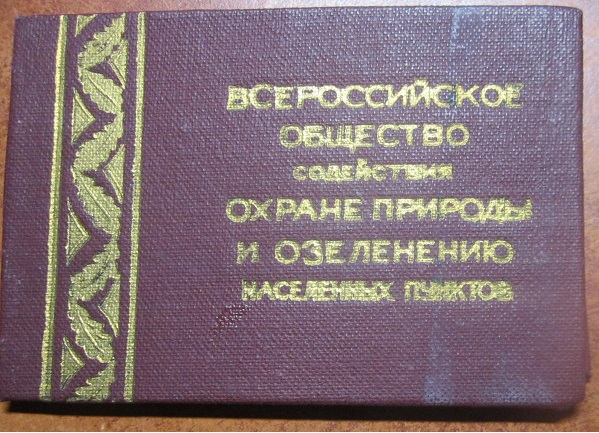 ВСЕРОССИЙСКОЕ
ОБЩЕСТВО
содействия
ОХРАНЕ ПРИРОДЫ
И ОЗЕЛЕНЕНИЮ
НАСЕЛЕННЫХ ПУНКТОВ